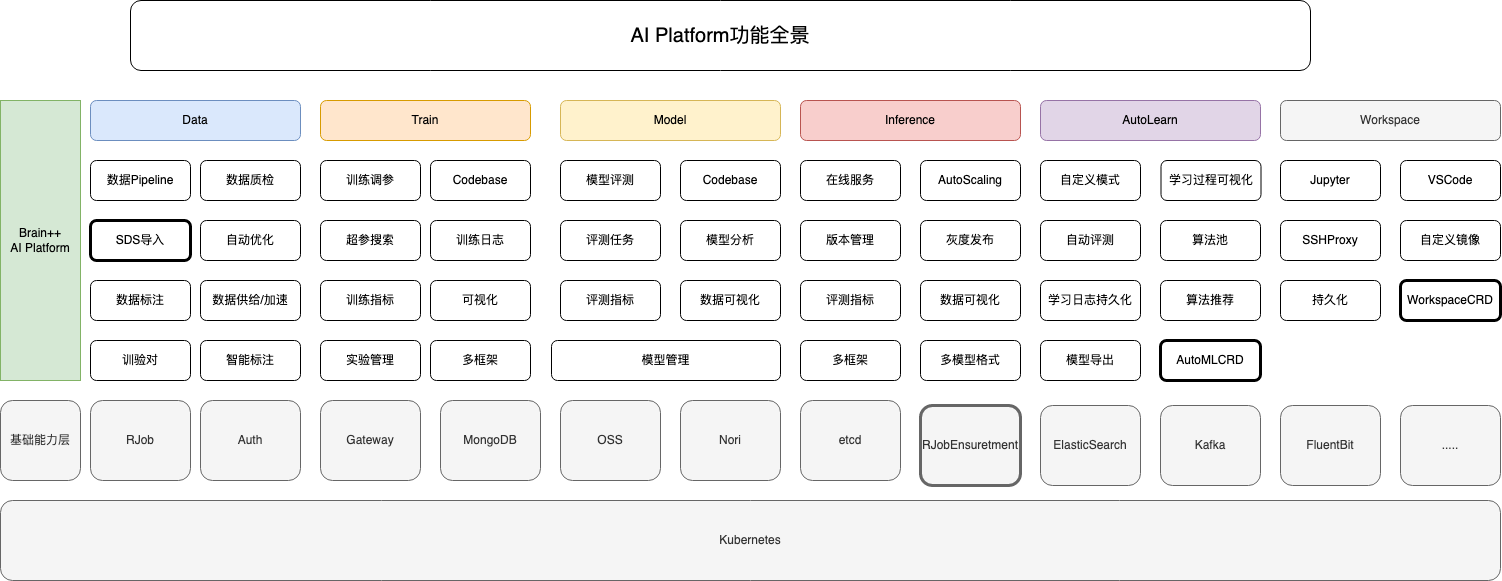 AI Platform功能全景
Data
Train
Model
Inference
AutoLearn
Workspace
Brain++
AI Platform
数据Pipeline
数据质检
训练调参
Codebase
模型评测
Codebase
在线服务
AutoScaling
自定义模式
学习过程可视化
Jupyter
VSCode
SDS导入
自动优化
超参搜索
训练日志
评测任务
模型分析
版本管理
灰度发布
自动评测
算法池
SSHProxy
自定义镜像
数据标注
数据供给/加速
训练指标
可视化
评测指标
数据可视化
评测指标
数据可视化
学习日志持久化
算法推荐
持久化
WorkspaceCRD
训验对
智能标注
实验管理
多框架
模型管理
多框架
多模型格式
模型导出
AutoMLCRD
基础能力层
RJob
Auth
Gateway
MongoDB
OSS
Nori
etcd
RJobEnsuretment
ElasticSearch
Kafka
FluentBit
.....
Kubernetes